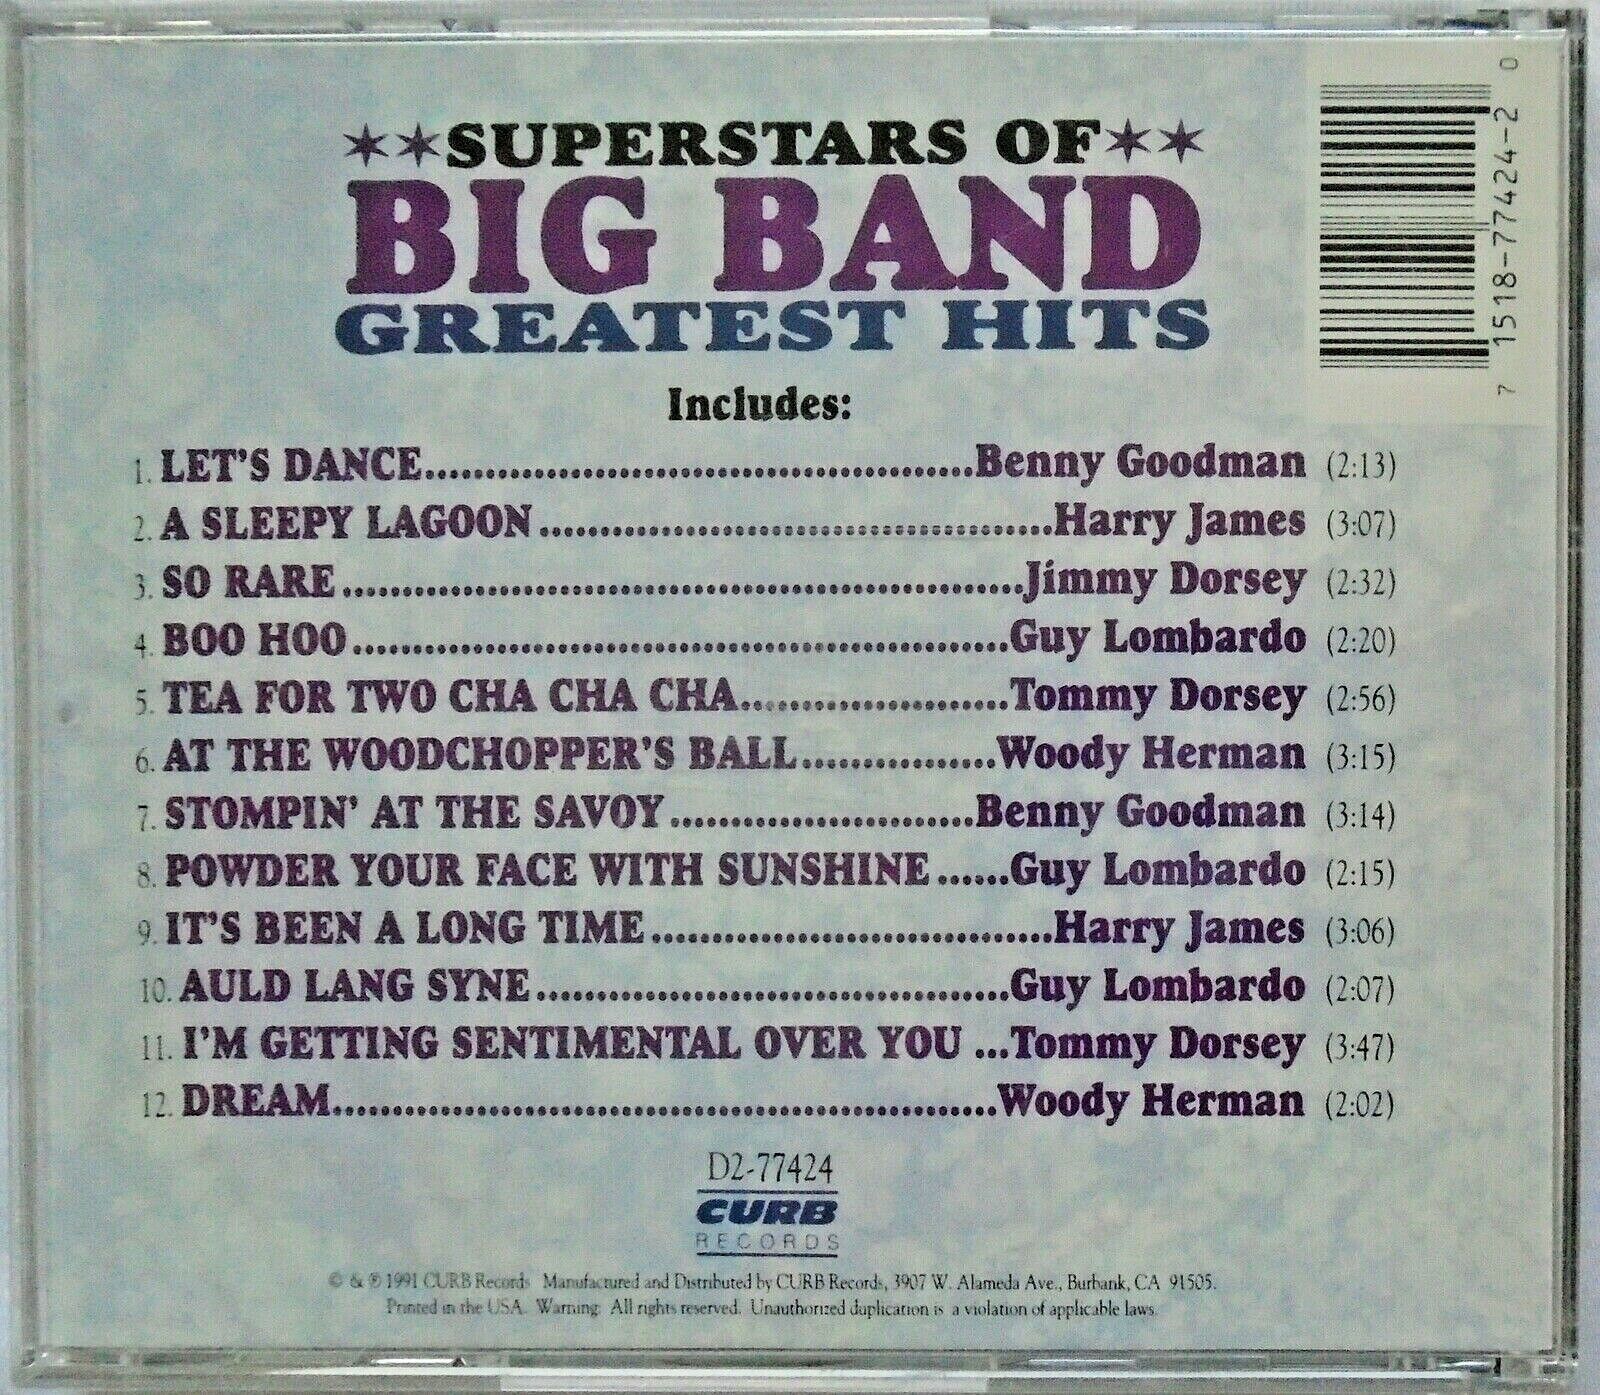 **SUPERSTARS OF**
BIG BAND
GREATEST HITS
Includes:
1. LET'S DANCE..............................................Benny Goodman (2:13)
2. A SLEEPY LAGOON...........................................Harry James (3:07)
3. SO RARE.........................................................Jimmy Dorsey (2:32)
4. BOO HOO.......................................................Guy Lombardo (2:20)
5. TEA FOR TWO CHA CHA CHA......................Tommy Dorsey (2:56)
6. AT THE WOODCHOPPER'S BALL................Woody Herman (3:15)
7. STOMPIN' AT THE SAVOY.........................Benny Goodman (3:14)
8. POWDER YOUR FACE WITH SUNSHINE......Guy Lombardo (2:15)
9. IT'S BEEN A LONG TIME.................................Harry James (3:06)
10. AULD LANG SYNE.......................................Guy Lombardo (2:07)
11. I'M GETTING SENTIMENTAL OVER YOU ...Tommy Dorsey (3:47)
12. DREAM.......................................................Woody Herman (2:02)
D2-77424
CURB
RECORDS
© & ℗ 1991 CURB Records Manufactured and Distributed by CURB Records, 3907 W. Alameda Ave., Burbank, CA 91505.
Printed in the USA. Warning: All rights reserved. Unauthorized duplication is a violation of applicable laws.
7 1518-77424-2 0